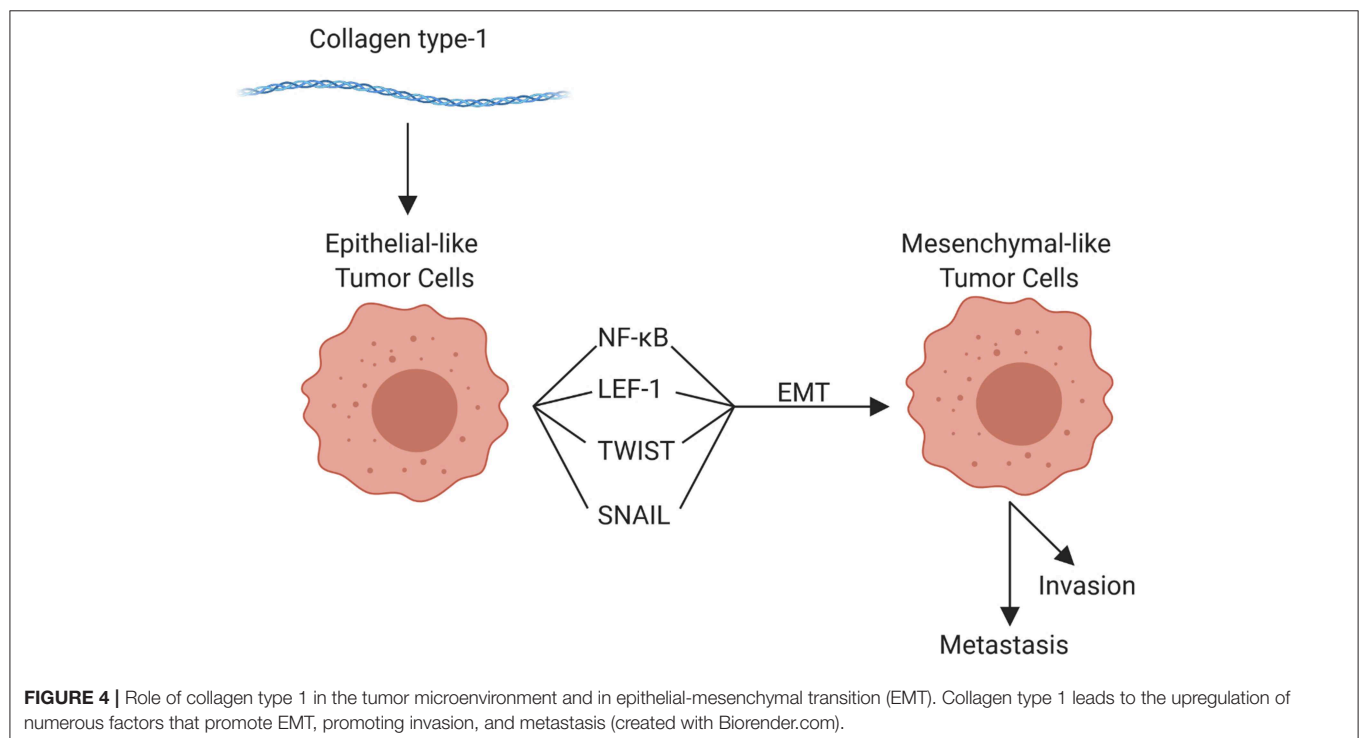 Collagen type-1
Epithelial-like
Tumor Cells
Mesenchymal-like
Tumor Cells
NF-κB
LEF-1
TWIST
SNAIL
EMT
Invasion
Metastasis
FIGURE 4 | Role of collagen type 1 in the tumor microenvironment and in epithelial-mesenchymal transition (EMT). Collagen type 1 leads to the upregulation of
numerous factors that promote EMT, promoting invasion, and metastasis (created with Biorender.com).